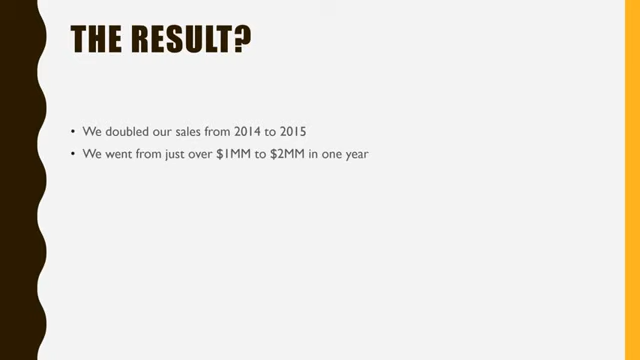 THE RESULT?
• We doubled our sales from 2014 to 2015
• We went from just over $1MM to $2MM in one year